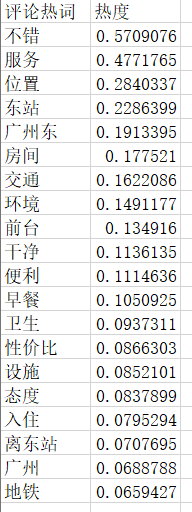 评论热词 热度
不错 0.5709076
服务 0.4771765
位置 0.2840337
东站 0.2286399
广州东 0.1913395
房间 0.177521
交通 0.1622086
环境 0.1491177
前台 0.134916
干净 0.1136135
便利 0.1114636
早餐 0.1050925
卫生 0.0937311
性价比 0.0866303
设施 0.0852101
态度 0.0837899
入住 0.0795294
离东站 0.0707695
广州 0.0688788
地铁 0.0659427